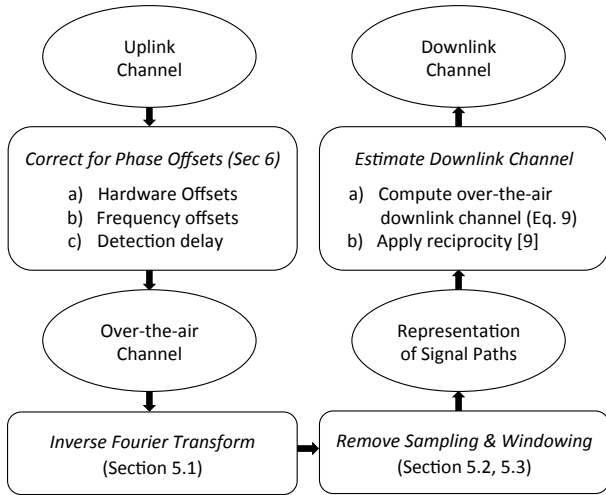 Uplink
Channel
Correct for Phase Offsets (Sec 6)
a) Hardware Offsets
b) Frequency offsets
c) Detection delay
Over-the-air
Channel
Inverse Fourier Transform
(Section 5.1)
Remove Sampling & Windowing
(Section 5.2, 5.3)
Representation
of Signal Paths
Estimate Downlink Channel
a) Compute over-the-air
downlink channel (Eq. 9)
b) Apply reciprocity [9]
Downlink
Channel